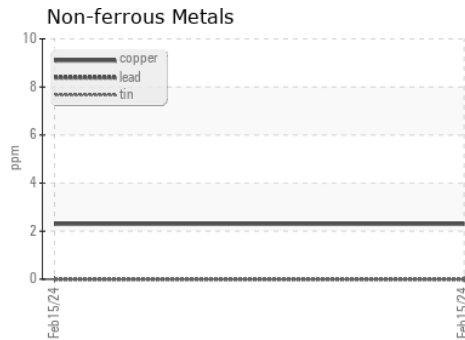 Non-ferrous Metals
10
8
6
4
2
0
ppm
copper
lead
tin
Feb15/24
Feb15/24